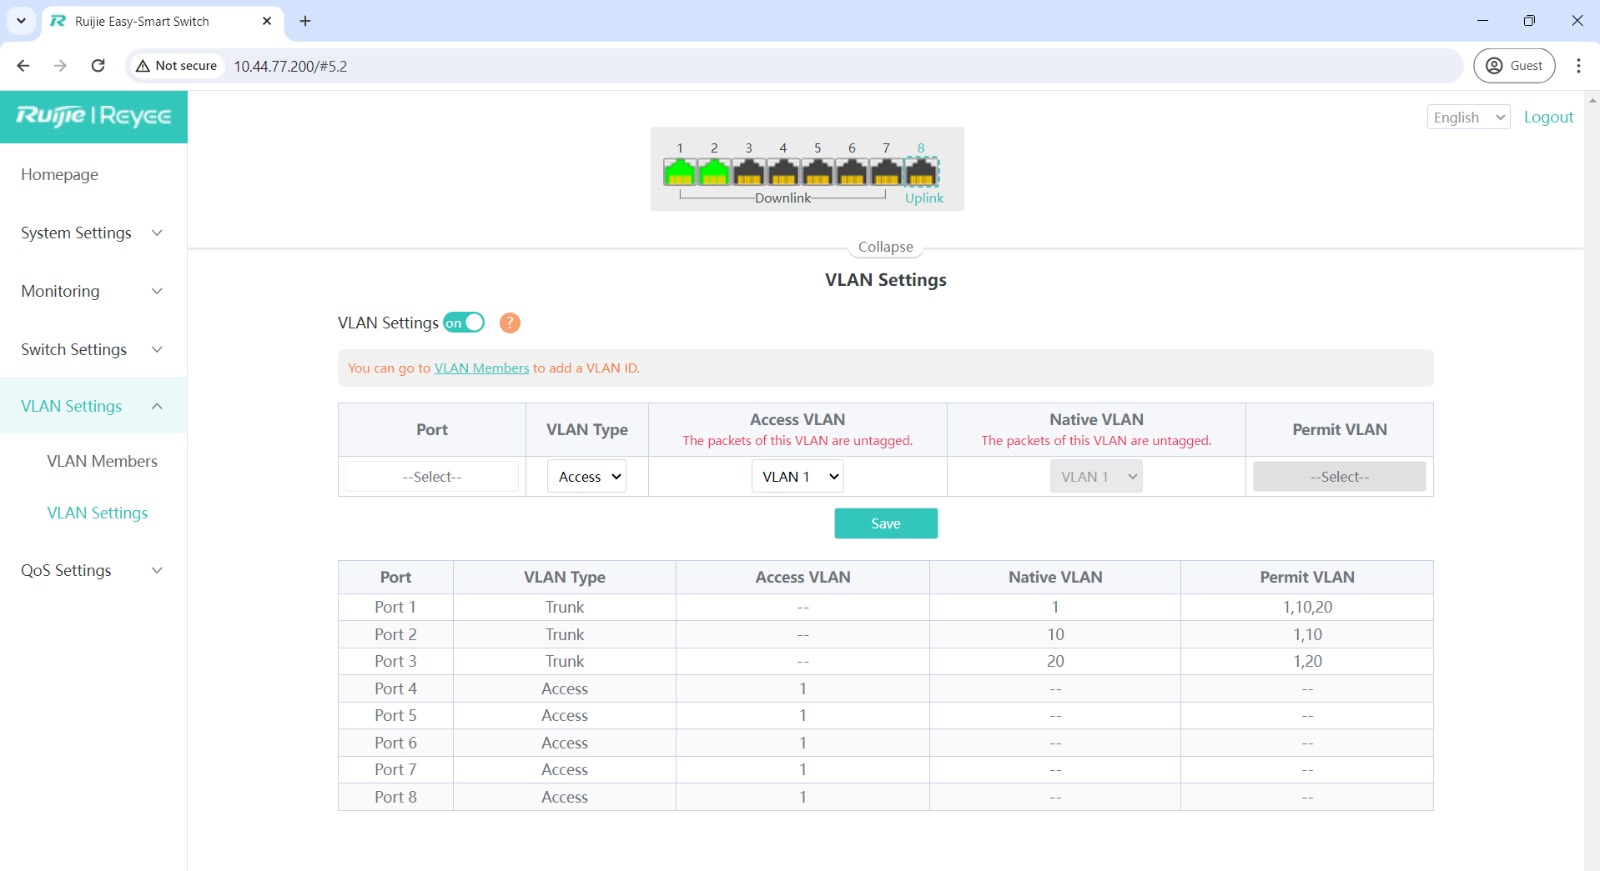 Ruijie Easy-Smart Switch
Not secure
10.44.77.200/#5.2
Guest
Ruijie | Reyee
English
Logout
Homepage
System Settings
Monitoring
Switch Settings
VLAN Settings
VLAN Members
VLAN Settings
QoS Settings
1 2 3 4 5 6 7 8
Downlink
Uplink
Collapse
VLAN Settings
VLAN Settings on ?
You can go to VLAN Members to add a VLAN ID.
Port VLAN Type Access VLAN Native VLAN Permit VLAN
The packets of this VLAN are untagged. The packets of this VLAN are untagged.
--Select-- Access VLAN 1 VLAN 1 --Select--
Save
Port VLAN Type Access VLAN Native VLAN Permit VLAN
Port 1 Trunk -- 1 1,10,20
Port 2 Trunk -- 10 1,10
Port 3 Trunk -- 20 1,20
Port 4 Access 1 -- --
Port 5 Access 1 -- --
Port 6 Access 1 -- --
Port 7 Access 1 -- --
Port 8 Access 1 -- --